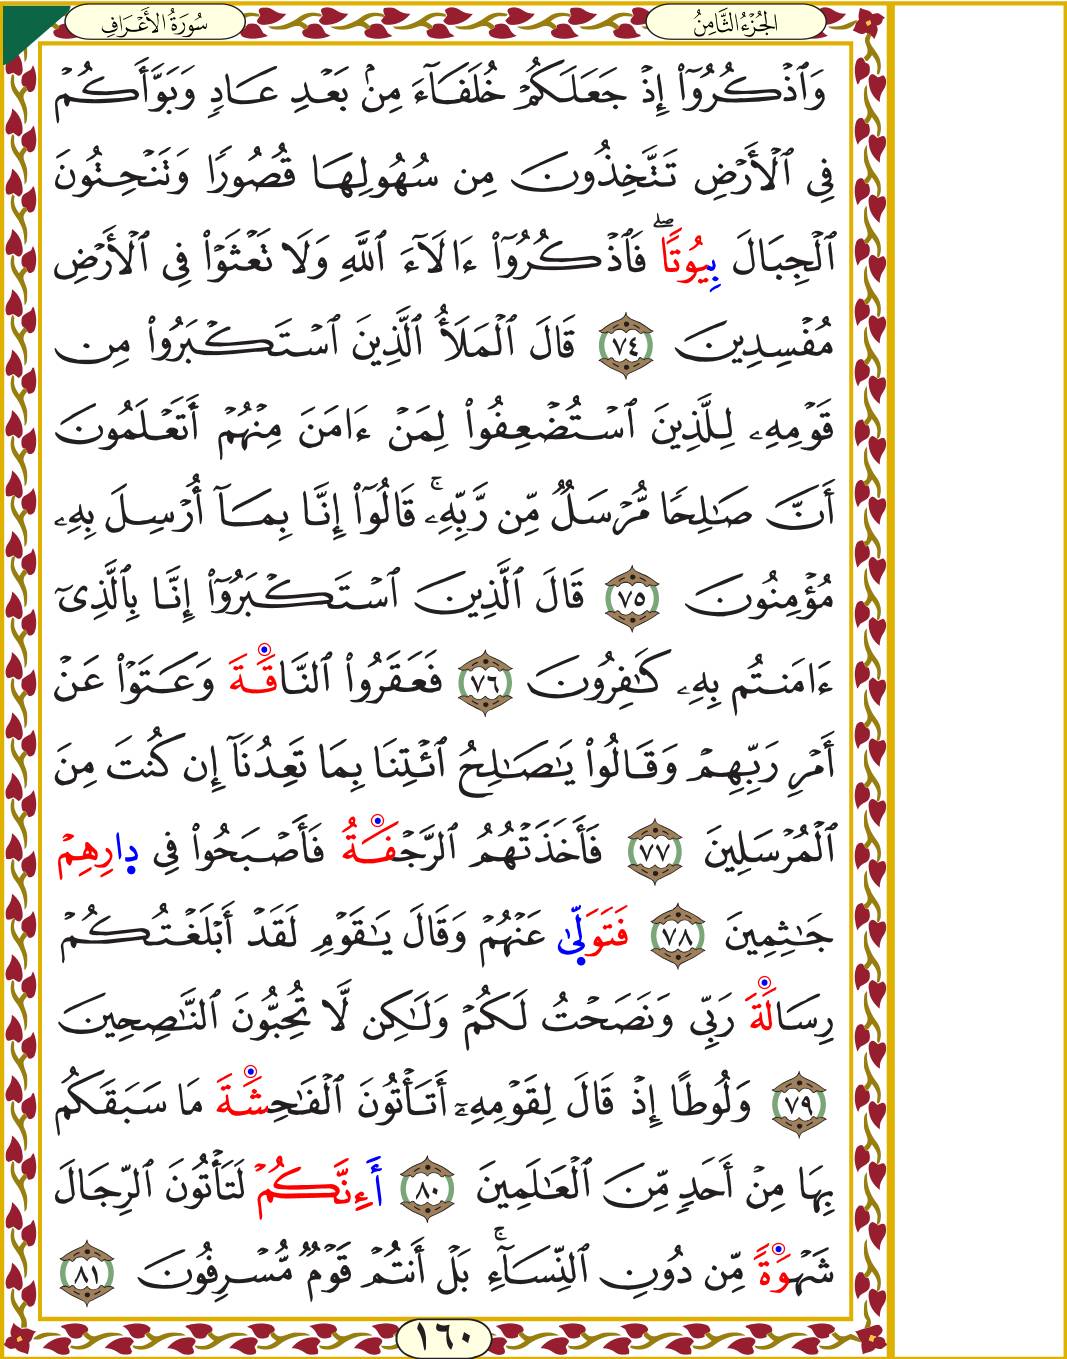 سُورَةُ الأَعْرَافِ
الجُزْءُ الثَّامِنُ
وَٱذۡكُرُوٓاْ إِذۡ جَعَلَكُمۡ خُلَفَآءَ مِنۢ بَعۡدِ عَادٖ وَبَوَّأَكُمۡ
فِي ٱلۡأَرۡضِ تَتَّخِذُونَ مِن سُهُولِهَا قُصُورٗا وَتَنۡحِتُونَ
ٱلۡجِبَالَ بِيُوتٗاۖ فَٱذۡكُرُوٓاْ ءَالَآءَ ٱللَّهِ وَلَا تَعۡثَوۡاْ فِي ٱلۡأَرۡضِ
مُفۡسِدِينَ ٧٤ قَالَ ٱلۡمَلَأُ ٱلَّذِينَ ٱسۡتَكۡبَرُواْ مِن
قَوۡمِهِۦ لِلَّذِينَ ٱسۡتُضۡعِفُواْ لِمَنۡ ءَامَنَ مِنۡهُمۡ أَتَعۡلَمُونَ
أَنَّ صَٰلِحٗا مُّرۡسَلٞ مِّن رَّبِّهِۦۚ قَالُوٓاْ إِنَّا بِمَآ أُرۡسِلَ بِهِۦ
مُؤۡمِنُونَ ٧٥ قَالَ ٱلَّذِينَ ٱسۡتَكۡبَرُوٓاْ إِنَّا بِٱلَّذِيٓ
ءَامَنتُم بِهِۦ كَٰفِرُونَ ٧٦ فَعَقَرُواْ ٱلنَّاقَةَ وَعَتَوۡاْ عَنۡ
أَمۡرِ رَبِّهِمۡ وَقَالُواْ يَٰصَٰلِحُ ٱئۡتِنَا بِمَا تَعِدُنَآ إِن كُنتَ مِنَ
ٱلۡمُرۡسَلِينَ ٧٧ فَأَخَذَتۡهُمُ ٱلرَّجۡفَةُ فَأَصۡبَحُواْ فِي دِارِهِمۡ
جَٰثِمِينَ ٧٨ فَتَوَلّٜىٰ عَنۡهُمۡ وَقَالَ يَٰقَوۡمِ لَقَدۡ أَبۡلَغۡتُكُمۡ
رِسَالَةَ رَبِّي وَنَصَحۡتُ لَكُمۡ وَلَٰكِن لَّا تُحِبُّونَ ٱلنَّٰصِحِينَ
٧٩ وَلُوطًا إِذۡ قَالَ لِقَوۡمِهِۦٓ أَتَأۡتُونَ ٱلۡفَٰحِشَةَ مَا سَبَقَكُم
بِهَا مِنۡ أَحَدٖ مِّنَ ٱلۡعَٰلَمِينَ ٨٠ أَءِنَّكُمۡ لَتَأۡتُونَ ٱلرِّجَالَ
شَهۡوَةٗ مِّن دُونِ ٱلنِّسَآءِۚ بَلۡ أَنتُمۡ قَوۡمٞ مُّسۡرِفُونَ ٨١
١٦٠